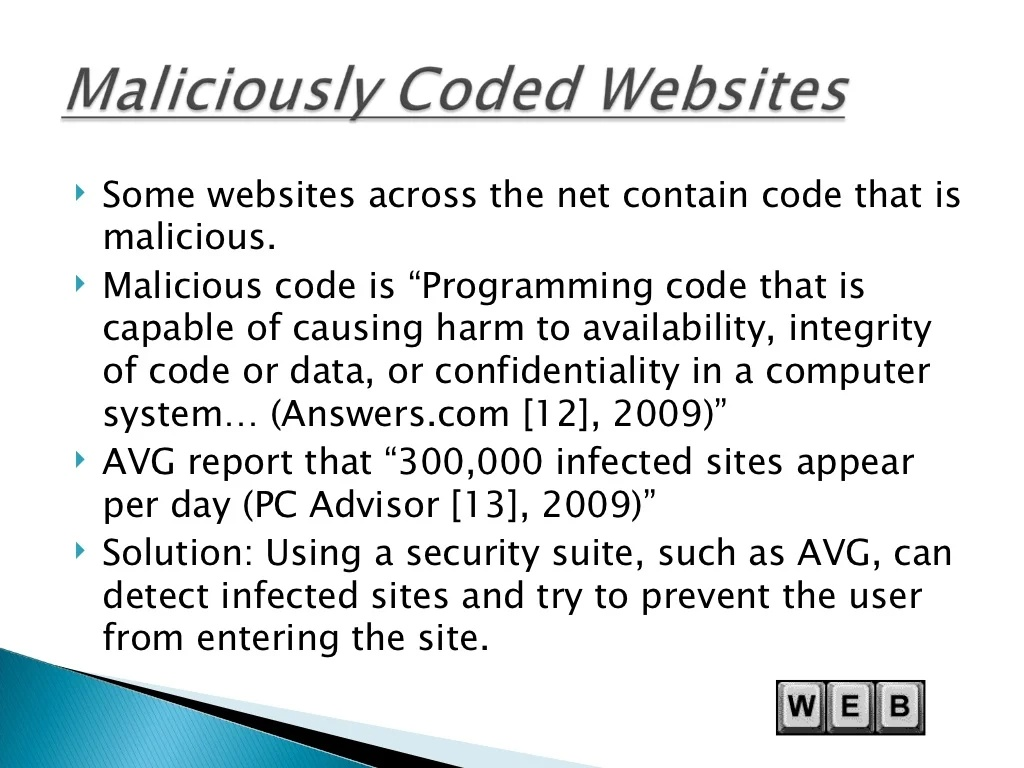 Maliciously Coded Websites
Some websites across the net contain code that is
malicious.
Malicious code is “Programming code that is
capable of causing harm to availability, integrity
of code or data, or confidentiality in a computer
system… (Answers.com [12], 2009)”
AVG report that “300,000 infected sites appear
per day (PC Advisor [13], 2009)”
Solution: Using a security suite, such as AVG, can
detect infected sites and try to prevent the user
from entering the site.
W E B